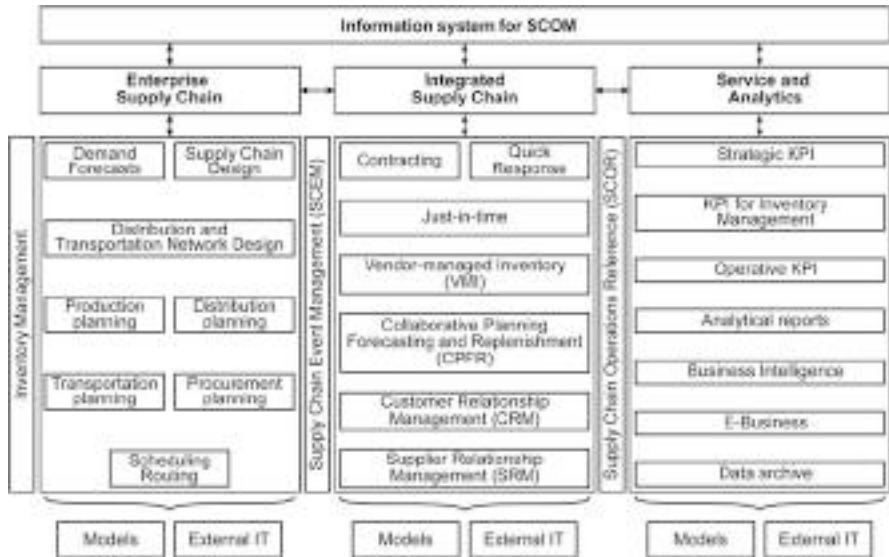 Information system for SCOM
Enterprise
Supply Chain
Integrated
Supply Chain
Service and
Analytics
Inventory Management
Demand
Forecasts
Supply Chain
Design
Distribution and
Transportation Network Design
Production
planning
Distribution
planning
Transportation
planning
Procurement
planning
Scheduling
Routing
Supply Chain Event Management (SCEM)
Contracting
Quick
Response
Just-in-time
Vendor-managed Inventory
(VMI)
Collaborative Planning
Forecasting and Replenishment
(CPFR)
Customer Relationship
Management (CRM)
Supplier Relationship
Management (SRM)
Supply Chain Operations Reference (SCOR)
Strategic KPI
KPI for Inventory
Management
Operative KPI
Analytical reports
Business Intelligence
E-Business
Data archive
Models
External IT
Models
External IT
Models
External IT